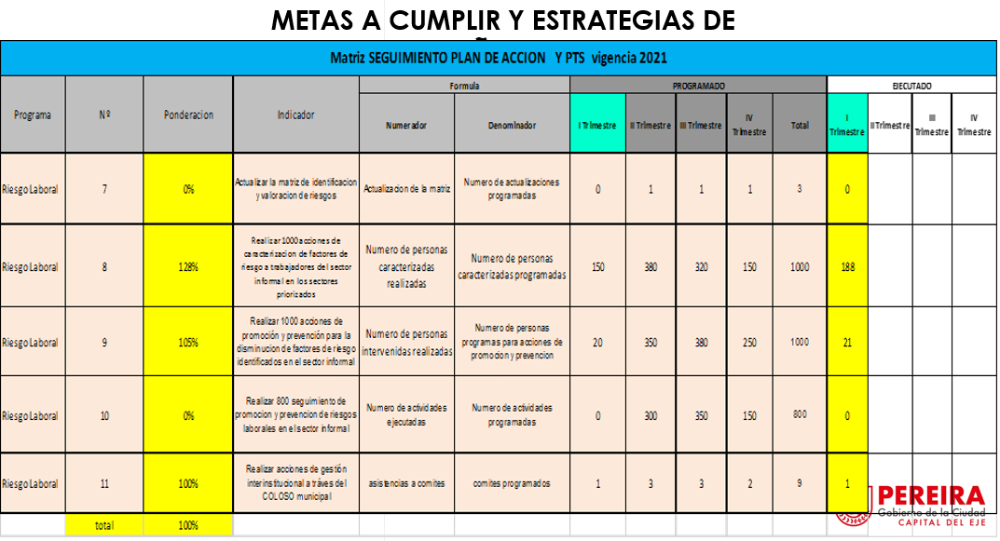 METAS A CUMPLIR Y ESTRATEGIAS DE
Matriz SEGUIMIENTO PLAN DE ACCION Y PTS vigencia 2021
Programa Nº Ponderacion Indicador Formula PROGRAMADO EJECUTADO
Numerador Denominador I Trimestre II Trimestre III Trimestre IV Trimestre Total I Trimestre II Trimestre III Trimestre IV Trimestre
Riesgo Laboral 7 0% Actualizar la matriz de identificacion y valoracion de riesgos Actualizacion de la matriz Numero de actualizaciones programadas 0 1 1 1 3 0
Riesgo Laboral 8 128% Realizar 1000 acciones de caracterizacion de factores de riesgo a trabajadores del sector informal en los sectores priorizados Numero de personas caracterizadas realizadas Numero de personas caracterizadas programadas 150 380 320 150 1000 188
Riesgo Laboral 9 105% Realizar 1000 acciones de promoción y prevención para la disminucion de factores de riesgo identificados en el sector informal Numero de personas intervenidas realizadas Numero de personas programas para acciones de promocion y prevencion 20 350 380 250 1000 21
Riesgo Laboral 10 0% Realizar 800 seguimiento de promocion y prevencion de riesgos laborales en el sector informal Numero de actividades ejecutadas Numero de actividades programadas 0 300 350 150 800 0
Riesgo Laboral 11 100% Realizar acciones de gestión interinstitucional a tráves del COLOSO municipal asistencias a comites comites programados 1 3 3 2 9 1
total 100%
PEREIRA
Gobierno de la Ciudad
CAPITAL DEL EJE